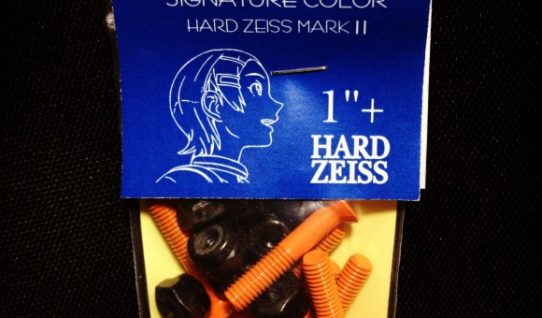 SIGNATURE COLOR
HARD ZEISS MARK II
1"+
HARD
ZEISS